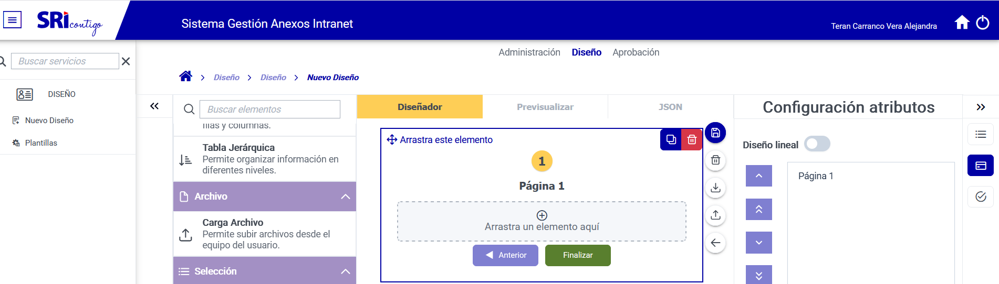 SRi contigo
Sistema Gestión Anexos Intranet
Teran Carranco Vera Alejandra
Buscar servicios
DISEÑO
Nuevo Diseño
Plantillas
Administración Diseño Aprobación
Diseño Diseño Nuevo Diseño
Buscar elementos
filas y columnas.
Tabla Jerárquica
Permite organizar información en
diferentes niveles.
Archivo
Carga Archivo
Permite subir archivos desde el
equipo del usuario.
Selección
Diseñador Previsualizar JSON
Arrastra este elemento
1
Página 1
Arrastra un elemento aquí
Anterior Finalizar
Configuración atributos
Diseño lineal
Página 1